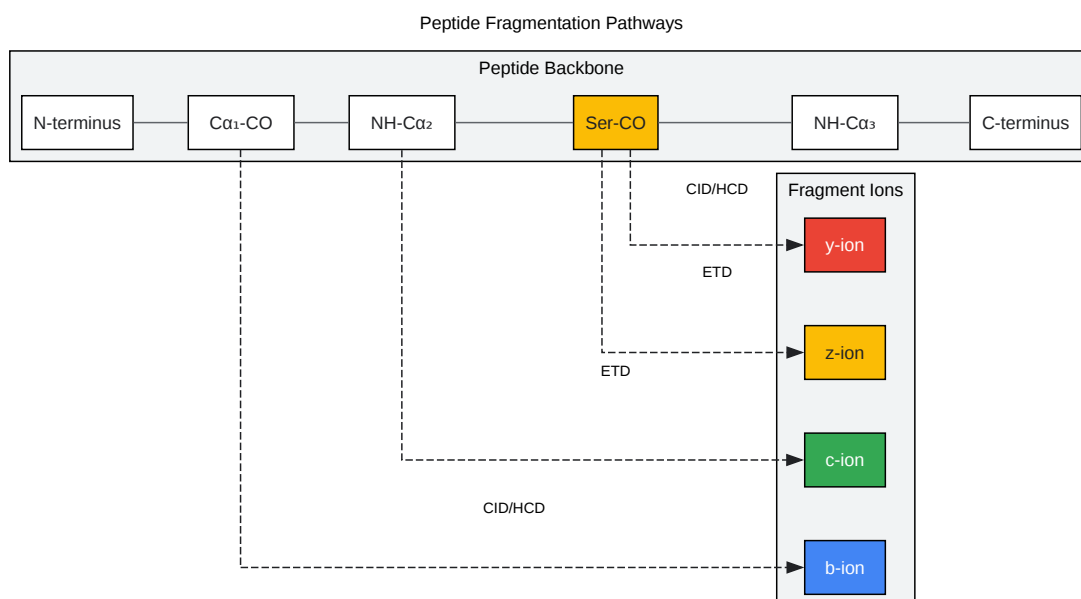 Peptide Fragmentation Pathways
Peptide Backbone
N-terminus
Cα₁-CO
NH-Cα₂
Ser-CO
NH-Cα₃
C-terminus
CID/HCD
Fragment Ions
y-ion
ETD
z-ion
ETD
c-ion
CID/HCD
b-ion